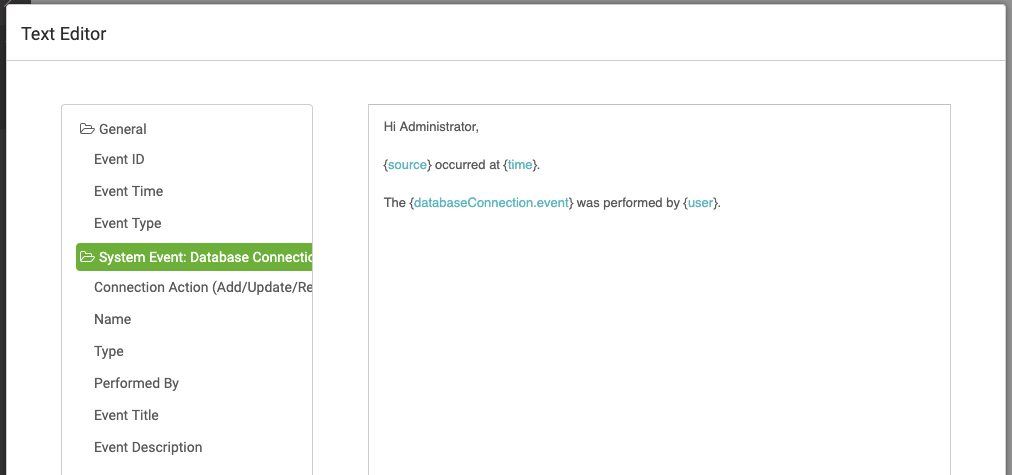 Text Editor
General
Event ID
Event Time
Event Type
System Event: Database Connectio
Connection Action (Add/Update/Re
Name
Type
Performed By
Event Title
Event Description
Hi Administrator,
{source} occurred at {time}.
The {databaseConnection.event} was performed by {user}.